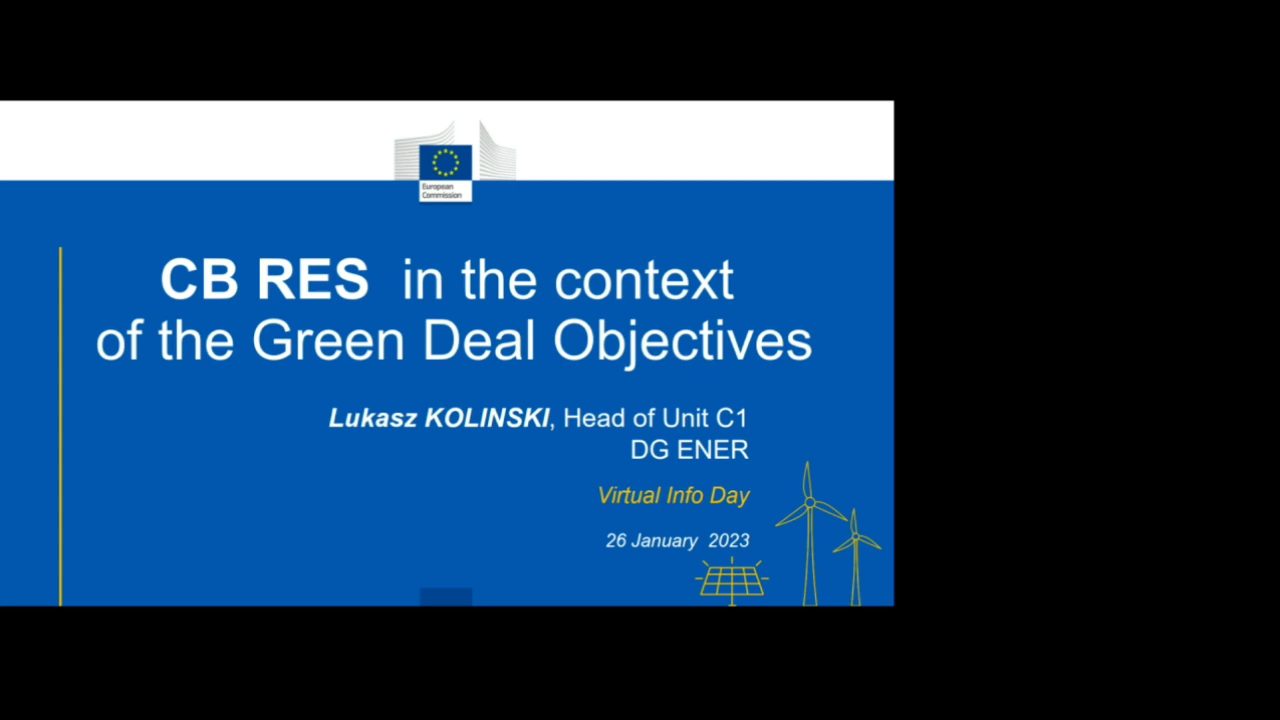 European
Commission
CB RES in the context
of the Green Deal Objectives
Lukasz KOLINSKI, Head of Unit C1
DG ENER
Virtual Info Day
26 January 2023